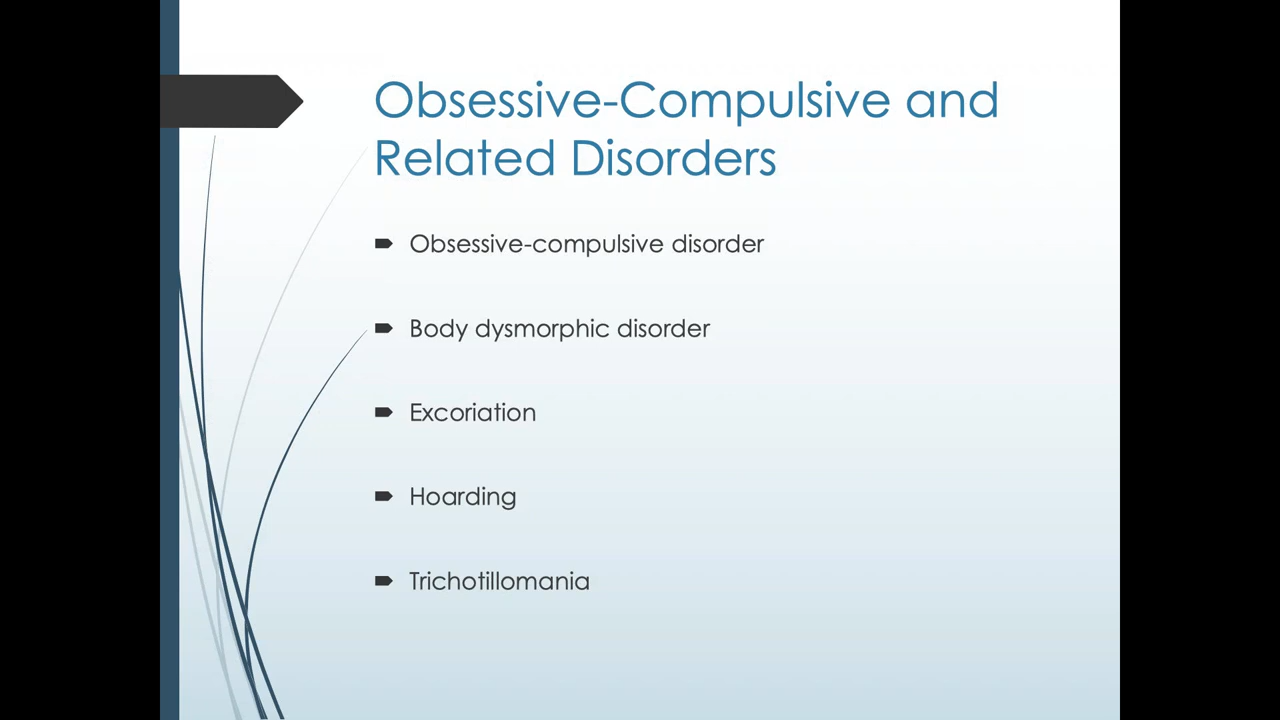 Obsessive-Compulsive and
Related Disorders
Obsessive-compulsive disorder
Body dysmorphic disorder
Excoriation
Hoarding
Trichotillomania